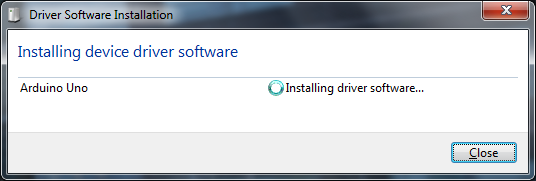 Driver Software Installation
Installing device driver software
Arduino Uno Installing driver software...
Close